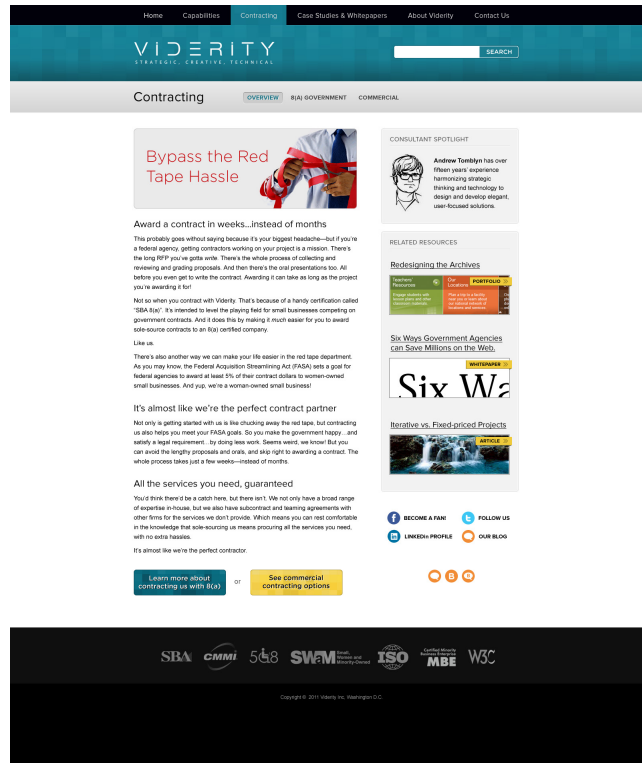 Home Capabilities Contracting Case Studies & Whitepapers About Viderity Contact Us
VIDERITY
STRATEGIC. CREATIVE. TECHNICAL
SEARCH
Contracting
OVERVIEW 8(A) GOVERNMENT COMMERCIAL
Bypass the Red
Tape Hassle
Award a contract in weeks...instead of months
This probably goes without saying because it's your biggest headache—but if you're
a federal agency, getting contractors working on your project is a mission. There's
the long RFP you've gotta write. There's the whole process of collecting and
reviewing and grading proposals. And then there's the oral presentations too. All
before you even get to write the contract. Awarding it can take as long as the project
you're awarding it for!
Not so when you contract with Viderity. That's because of a handy certification called
"SBA 8(a)". It's intended to level the playing field for small businesses competing on
government contracts. And it does this by making it much easier for you to award
sole-source contracts to an 8(a) certified company.
Like us.
There's also another way we can make your life easier in the red tape department.
As you may know, the Federal Acquisition Streamlining Act (FASA) sets a goal for
federal agencies to award at least 5% of their contract dollars to women-owned
small businesses. And yup, we're a woman-owned small business!
It's almost like we're the perfect contract partner
Not only is getting started with us is like chucking away the red tape, but contracting
us also helps you meet your FASA goals. So you make the government happy...and
satisfy a legal requirement...by doing less work. Seems weird, we know! But you
can avoid the lengthy proposals and orals, and skip right to awarding a contract. The
whole process takes just a few weeks—instead of months.
All the services you need, guaranteed
You'd think there'd be a catch here, but there isn't. We not only have a broad range
of expertise in-house, but we also have subcontract and teaming agreements with
other firms for the services we don't provide. Which means you can rest comfortable
in the knowledge that sole-sourcing us means procuring all the services you need,
with no extra hassles.
It's almost like we're the perfect contractor.
Learn more about
contracting us with 8(a)
or
See commercial
contracting options
CONSULTANT SPOTLIGHT
Andrew Tomblyn has over
fifteen years' experience
harmonizing strategic
thinking and technology to
design and develop elegant,
user-focused solutions.
RELATED RESOURCES
Redesigning the Archives
Teachers' Resources
Our Locations
PORTFOLIO »
Six Ways Government Agencies
can Save Millions on the Web.
WHITEPAPER »
Six Wa
Iterative vs. Fixed-priced Projects
ARTICLE »
BECOME A FAN! FOLLOW US
LINKEDin PROFILE OUR BLOG
SBA CMMi 508 SWaM Small, Women and Minority-Owned ISO Certified Minority Business Enterprise MBE W3C
Copyright © 2011 Viderity Inc, Washington D.C.